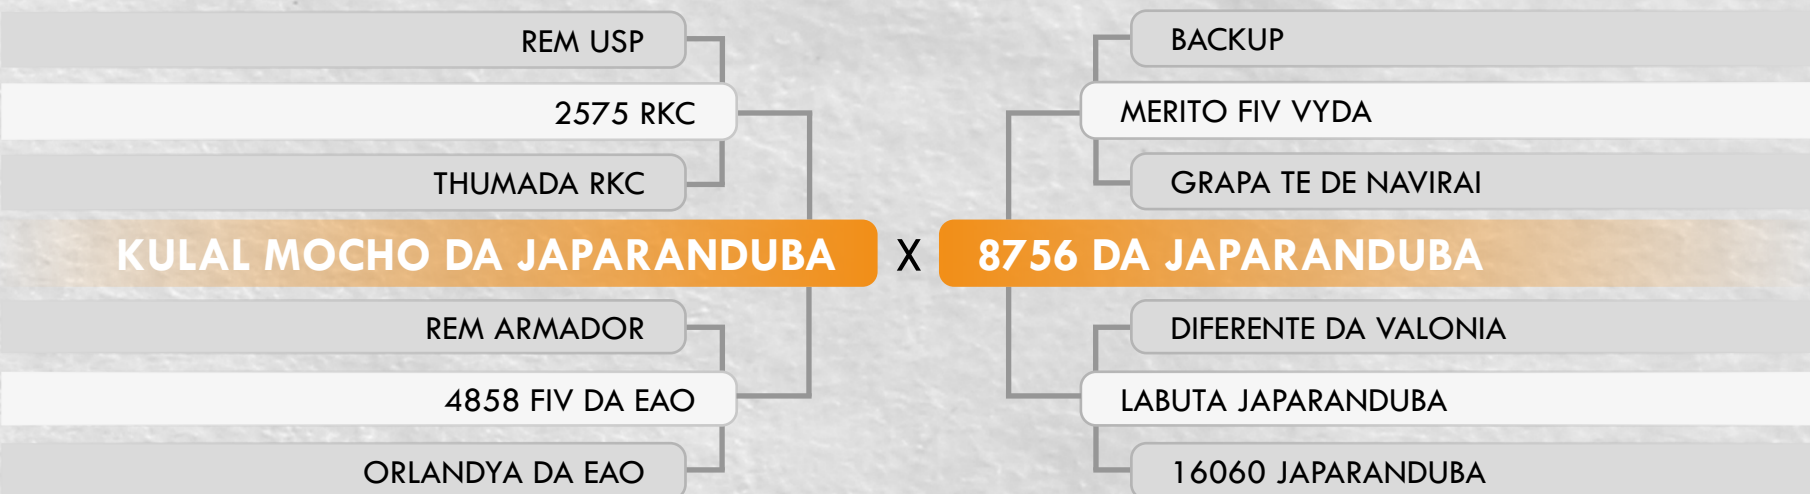 REM USP
2575 RKC
THUMADA RKC
KULAL MOCHO DA JAPARANDUBA
REM ARMADOR
4858 FIV DA EAO
ORLANDYA DA EAO
X
BACKUP
MERITO FIV VYDA
GRAPA TE DE NAVIRAI
8756 DA JAPARANDUBA
DIFERENTE DA VALONIA
LABUTA JAPARANDUBA
16060 JAPARANDUBA